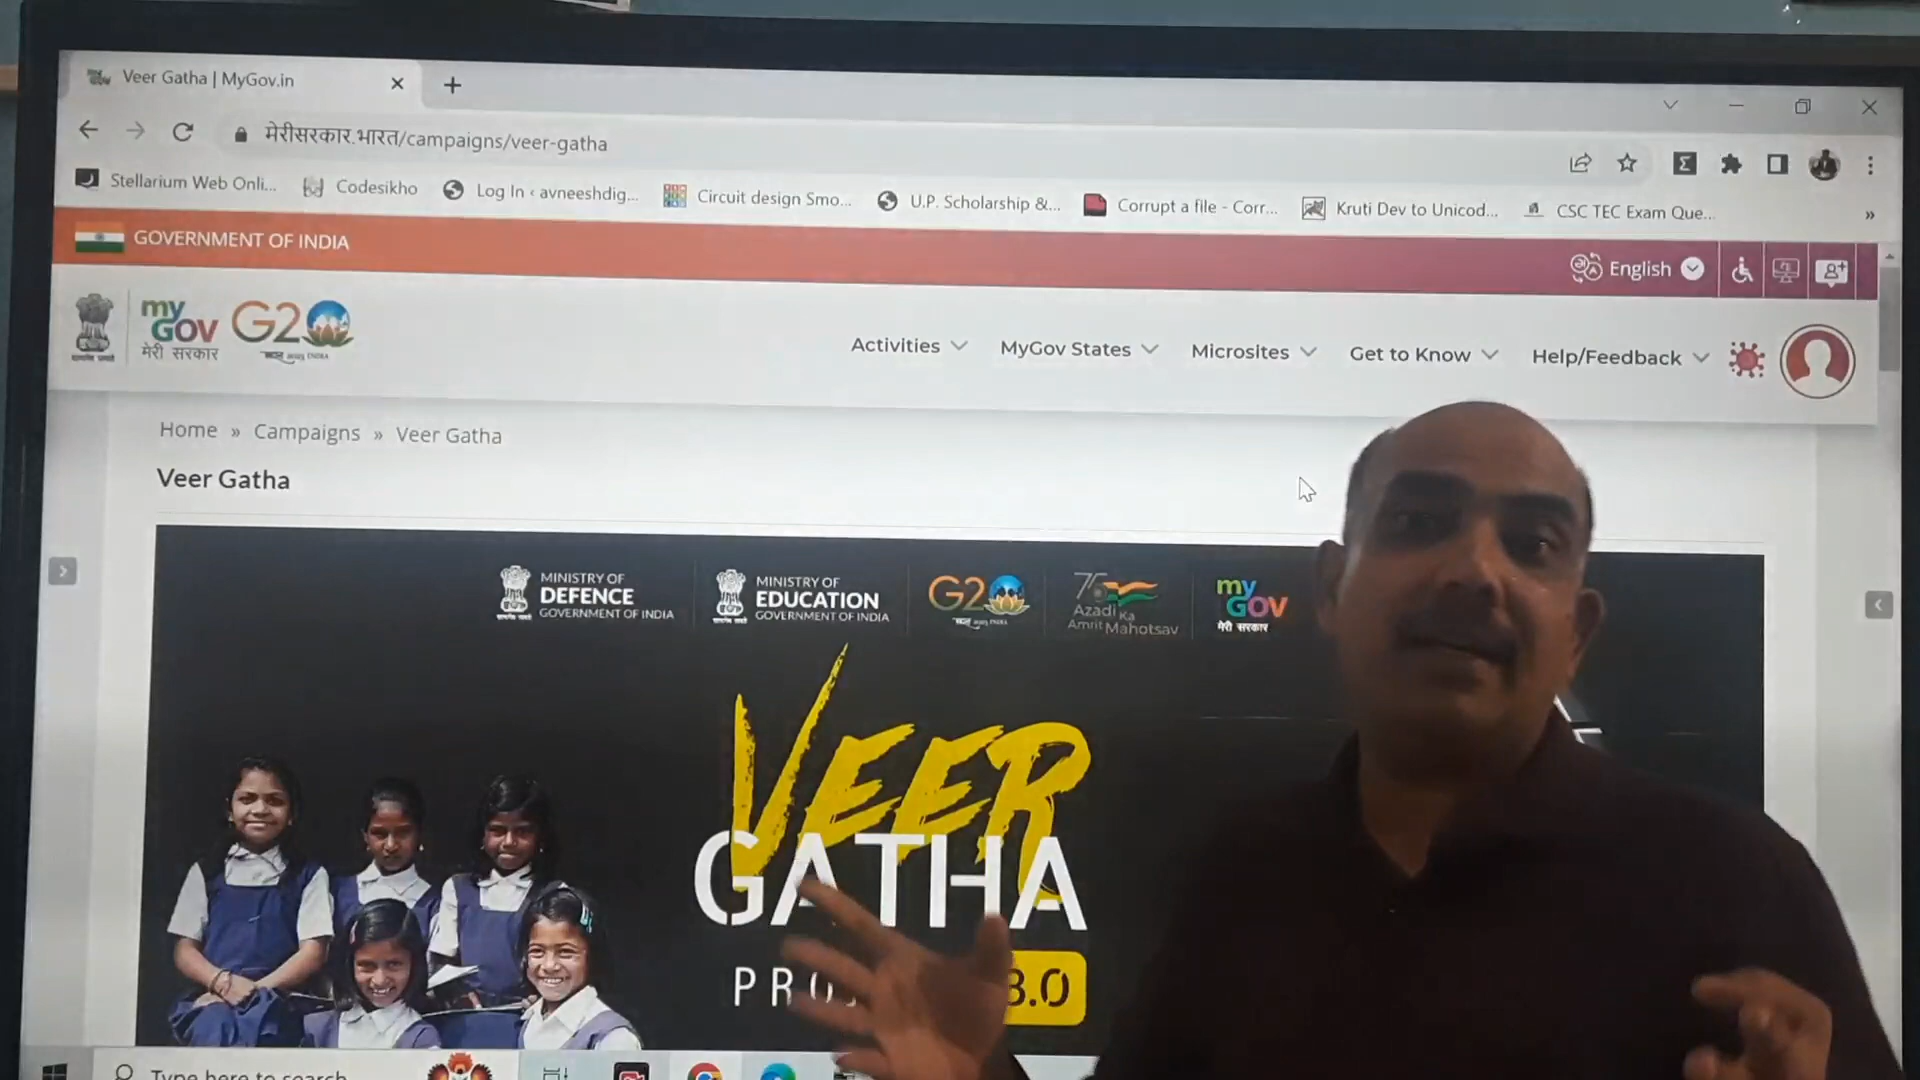 Veer Gatha | MyGov.in
मेरीसरकार.भारत/campaigns/veer-gatha
Stellarium Web Onli...
Codesikho
Log In ‹ avneeshdig...
Circuit design Smo...
U.P. Scholarship &...
Corrupt a file - Corr...
Kruti Dev to Unicod...
CSC TEC Exam Que...
»
GOVERNMENT OF INDIA
English
my
GOV
मेरी सरकार
G20
Activities
MyGov States
Microsites
Get to Know
Help/Feedback
Home » Campaigns » Veer Gatha
Veer Gatha
MINISTRY OF
DEFENCE
GOVERNMENT OF INDIA
MINISTRY OF
EDUCATION
GOVERNMENT OF INDIA
G20
75
Azadi Ka
Amrit Mahotsav
my
GOV
मेरी सरकार
VEER
GATHA
3.0
Type here to search